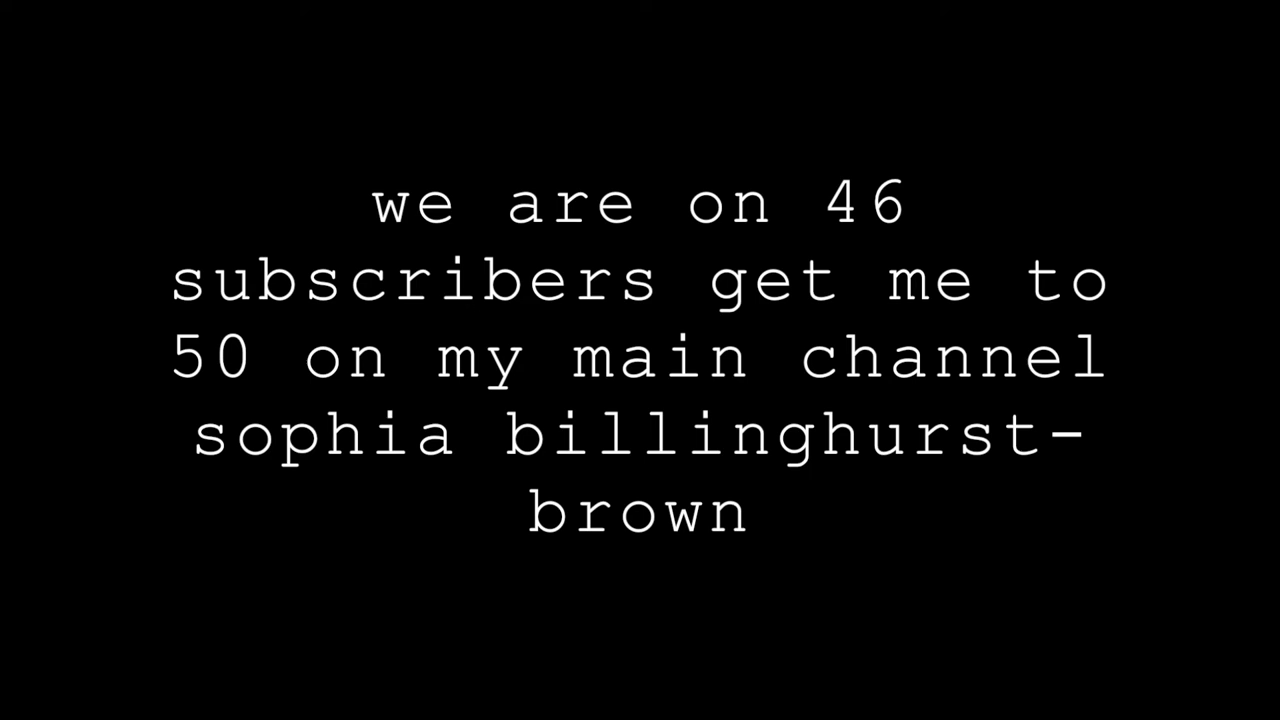 we are on 46
subscribers get me to
50 on my main channel
sophia billinghurst-
brown